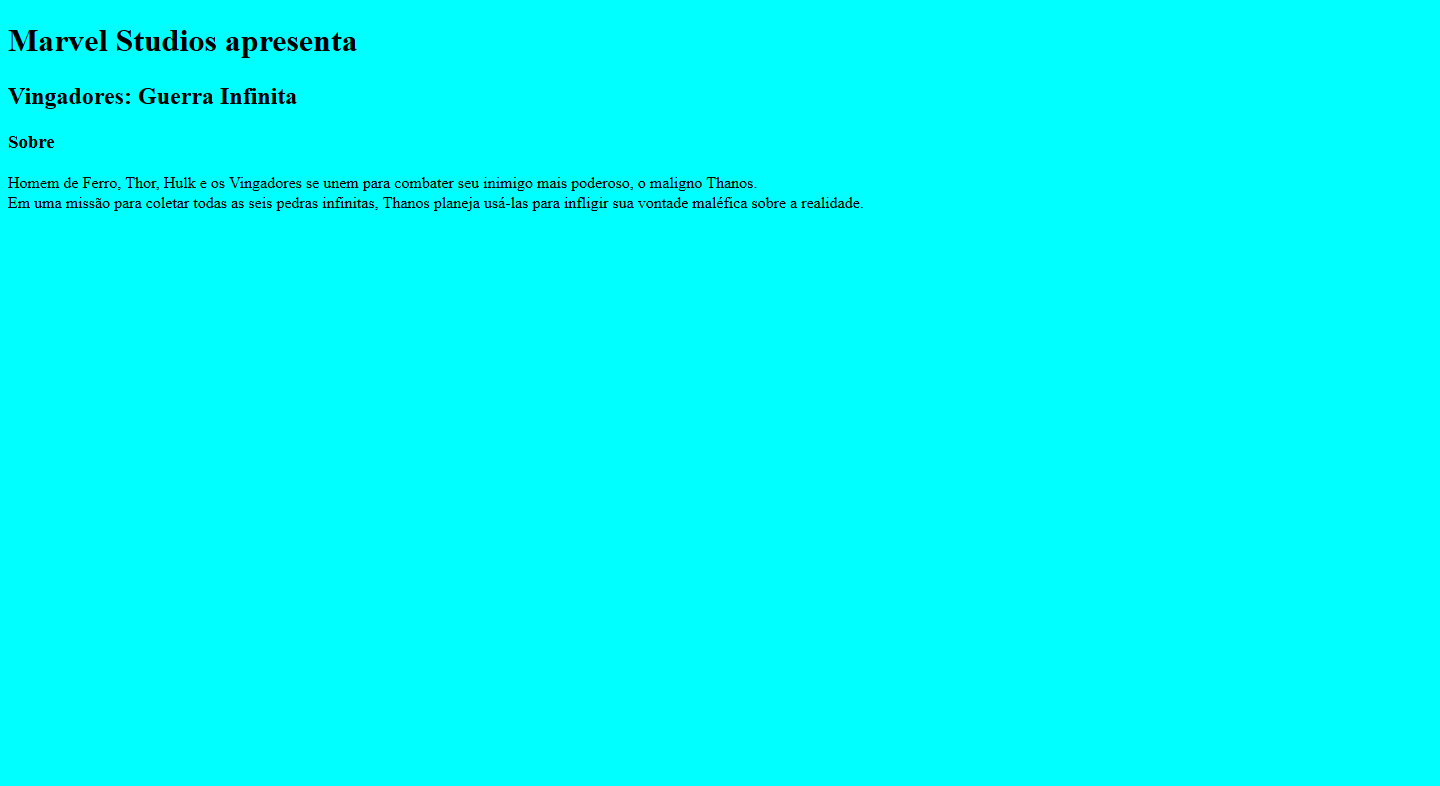 Marvel Studios apresenta
Vingadores: Guerra Infinita
Sobre
Homem de Ferro, Thor, Hulk e os Vingadores se unem para combater seu inimigo mais poderoso, o maligno Thanos.
Em uma missão para coletar todas as seis pedras infinitas, Thanos planeja usá-las para infligir sua vontade maléfica sobre a realidade.